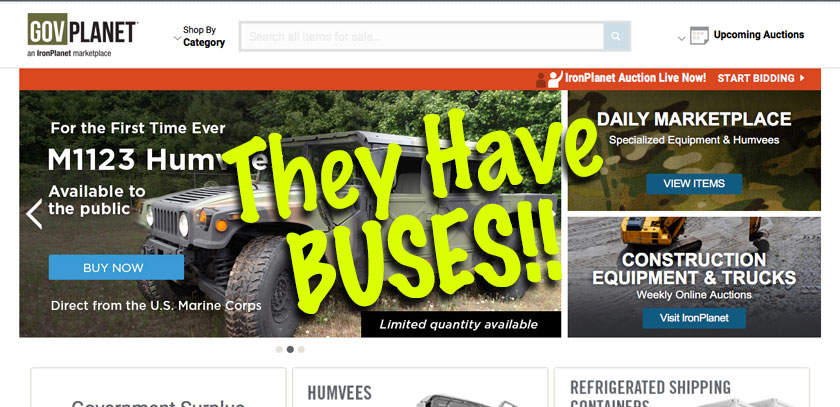 GOVPLANET
an IronPlanet marketplace
Shop By
Category
Search all items for sale...
Upcoming Auctions
IronPlanet Auction Live Now! START BIDDING
For the First Time Ever
M1123 Humvee
Available to
the public
BUY NOW
Direct from the U.S. Marine Corps
Limited quantity available
They Have
BUSES!!
DAILY MARKETPLACE
Specialized Equipment & Humvees
VIEW ITEMS
CONSTRUCTION
EQUIPMENT & TRUCKS
Weekly Online Auctions
Visit IronPlanet
Government Surplus
HUMVEES
REFRIGERATED SHIPPING
CONTAINERS